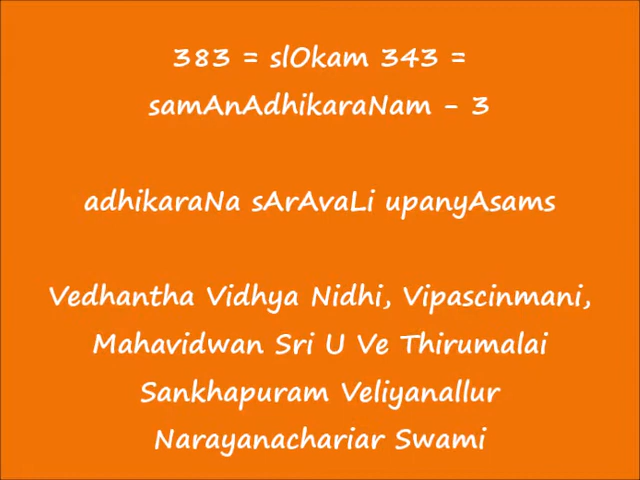 383 = slOkam 343 =
samAnAdhikaraNam - 3
adhikaraNa sArAvaLi upanyAsams
Vedhantha Vidhya Nidhi, Vipascinmani,
Mahavidwan Sri U Ve Thirumalai
Sankhapuram Veliyanallur
Narayanachariar Swami